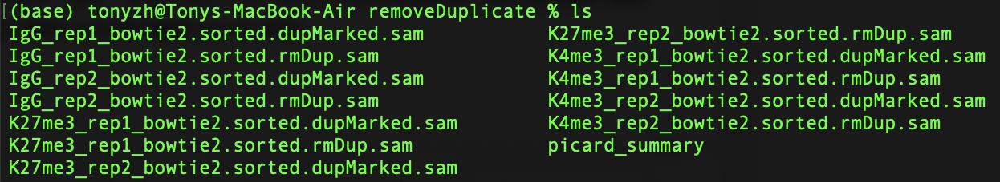 [(base) tonyzh@Tonys-MacBook-Air removeDuplicate % ls
IgG_rep1_bowtie2.sorted.dupMarked.sam K27me3_rep2_bowtie2.sorted.rmDup.sam
IgG_rep1_bowtie2.sorted.rmDup.sam K4me3_rep1_bowtie2.sorted.dupMarked.sam
IgG_rep2_bowtie2.sorted.dupMarked.sam K4me3_rep1_bowtie2.sorted.rmDup.sam
IgG_rep2_bowtie2.sorted.rmDup.sam K4me3_rep2_bowtie2.sorted.dupMarked.sam
K27me3_rep1_bowtie2.sorted.dupMarked.sam K4me3_rep2_bowtie2.sorted.rmDup.sam
K27me3_rep1_bowtie2.sorted.rmDup.sam picard_summary
K27me3_rep2_bowtie2.sorted.dupMarked.sam